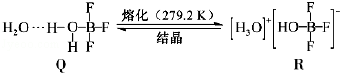 F F
H₂O···H—O—B—F 熔化（279.2 K） [H₃O]⁺[HO—B—F]⁻
H F 结晶 F
Q R